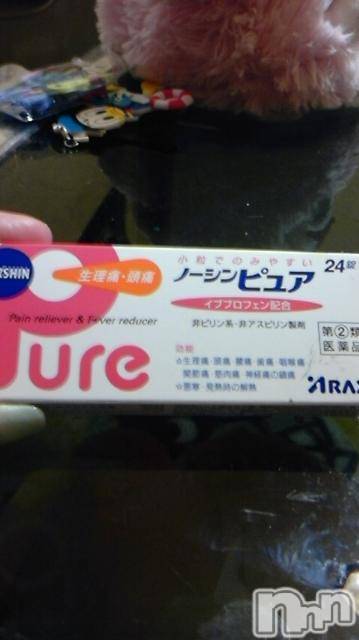 小粒でのみやすい
ノーシンピュア
24錠
RSHIN
生理痛・頭痛
イブプロフェン配合
Pain reliever & Fever reducer
非ピリン系・非アスピリン製剤
指②類
医薬品
ure
効能
☆生理痛・頭痛・腰痛・歯痛・咽喉痛
関節痛・筋肉痛・神経痛の鎮痛
☆悪寒・発熱時の解熱
ARAX
nnn